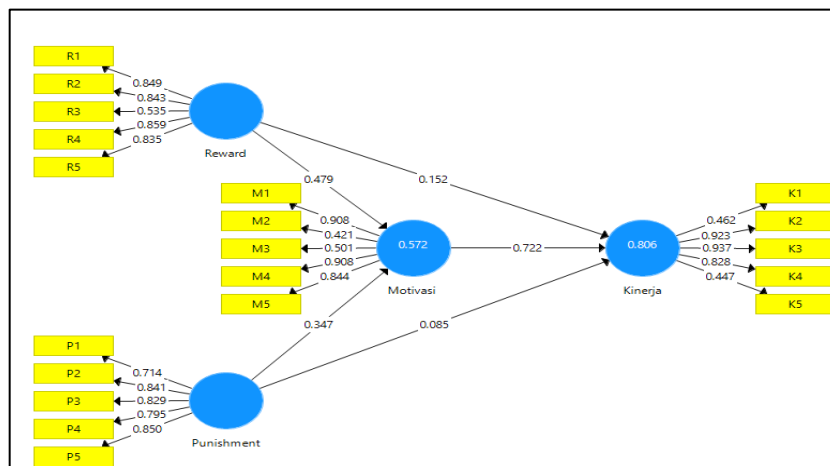 R1
R2
R3
R4
R5
0.849
0.843
0.535
0.859
0.835
Reward
0.479
0.152
M1
M2
M3
M4
M5
0.908
0.421
0.501
0.908
0.844
0.572
Motivasi
0.722
0.806
Kinerja
0.462
0.923
0.937
0.828
0.447
K1
K2
K3
K4
K5
0.347
0.085
P1
P2
P3
P4
P5
0.714
0.841
0.829
0.795
0.850
Punishment